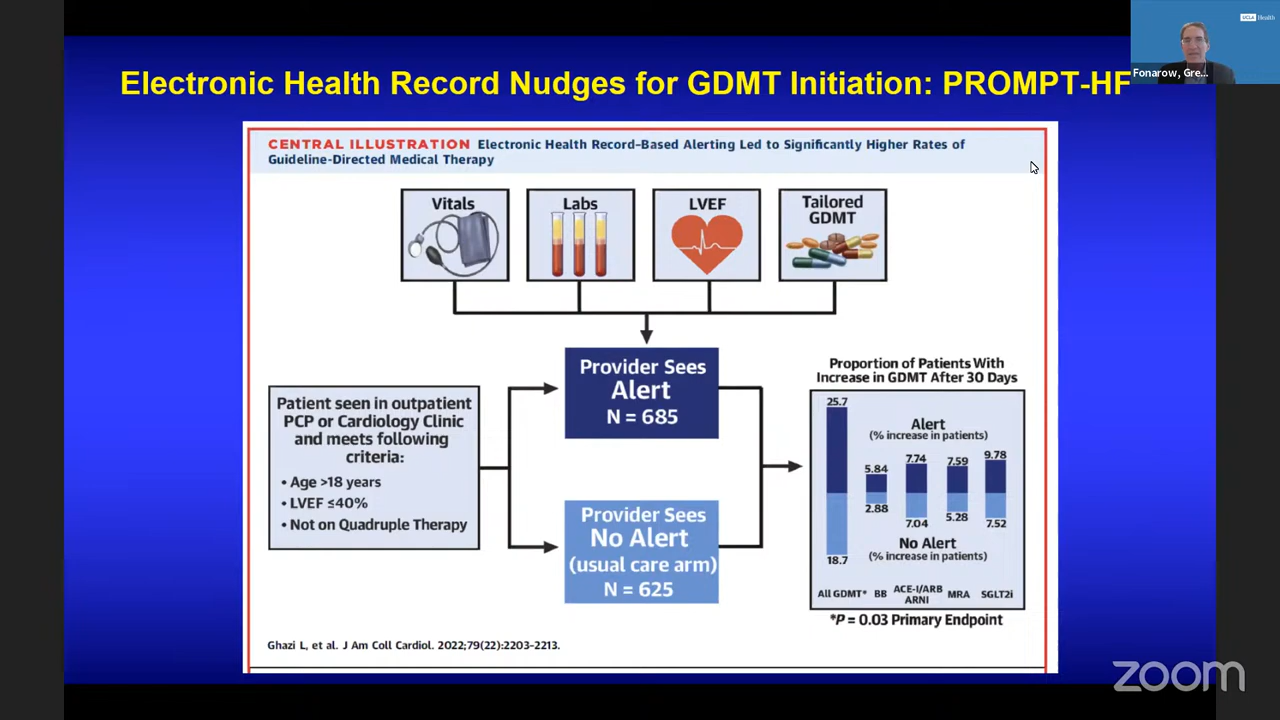 UCLA Health
Fonarow, Gre...
Electronic Health Record Nudges for GDMT Initiation: PROMPT-HF
CENTRAL ILLUSTRATION Electronic Health Record-Based Alerting Led to Significantly Higher Rates of
Guideline-Directed Medical Therapy
Vitals
Labs
LVEF
Tailored
GDMT
Patient seen in outpatient
PCP or Cardiology Clinic
and meets following
criteria:
• Age >18 years
• LVEF ≤40%
• Not on Quadruple Therapy
Provider Sees
Alert
N = 685
Provider Sees
No Alert
(usual care arm)
N = 625
Proportion of Patients With
Increase in GDMT After 30 Days
25.7
Alert
(% increase in patients)
5.84
7.74
7.59
9.78
2.88
7.04
5.28
7.52
No Alert
(% increase in patients)
18.7
All GDMT*
BB
ACE-I/ARB
ARNI
MRA
SGLT2i
*P = 0.03 Primary Endpoint
Ghazi L, et al. J Am Coll Cardiol. 2022;79(22):2203-2213.
zoom